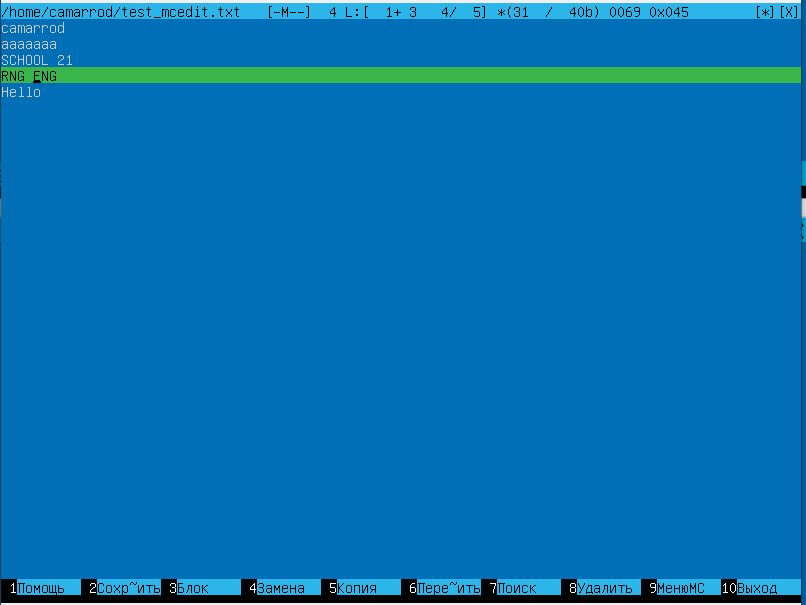 /home/camarrod/test_mcedit.txt [-M--] 4 L:[ 1+ 3 4/ 5] *(31 / 40b) 0069 0x045 [*][X]
camarrod
aaaaaaa
SCHOOL 21
RNG ENG
Hello
1Помощь 2Сохр~ить 3Блок 4Замена 5Копия 6Пере~ить 7Поиск 8Удалить 9МенюMC 10Выход